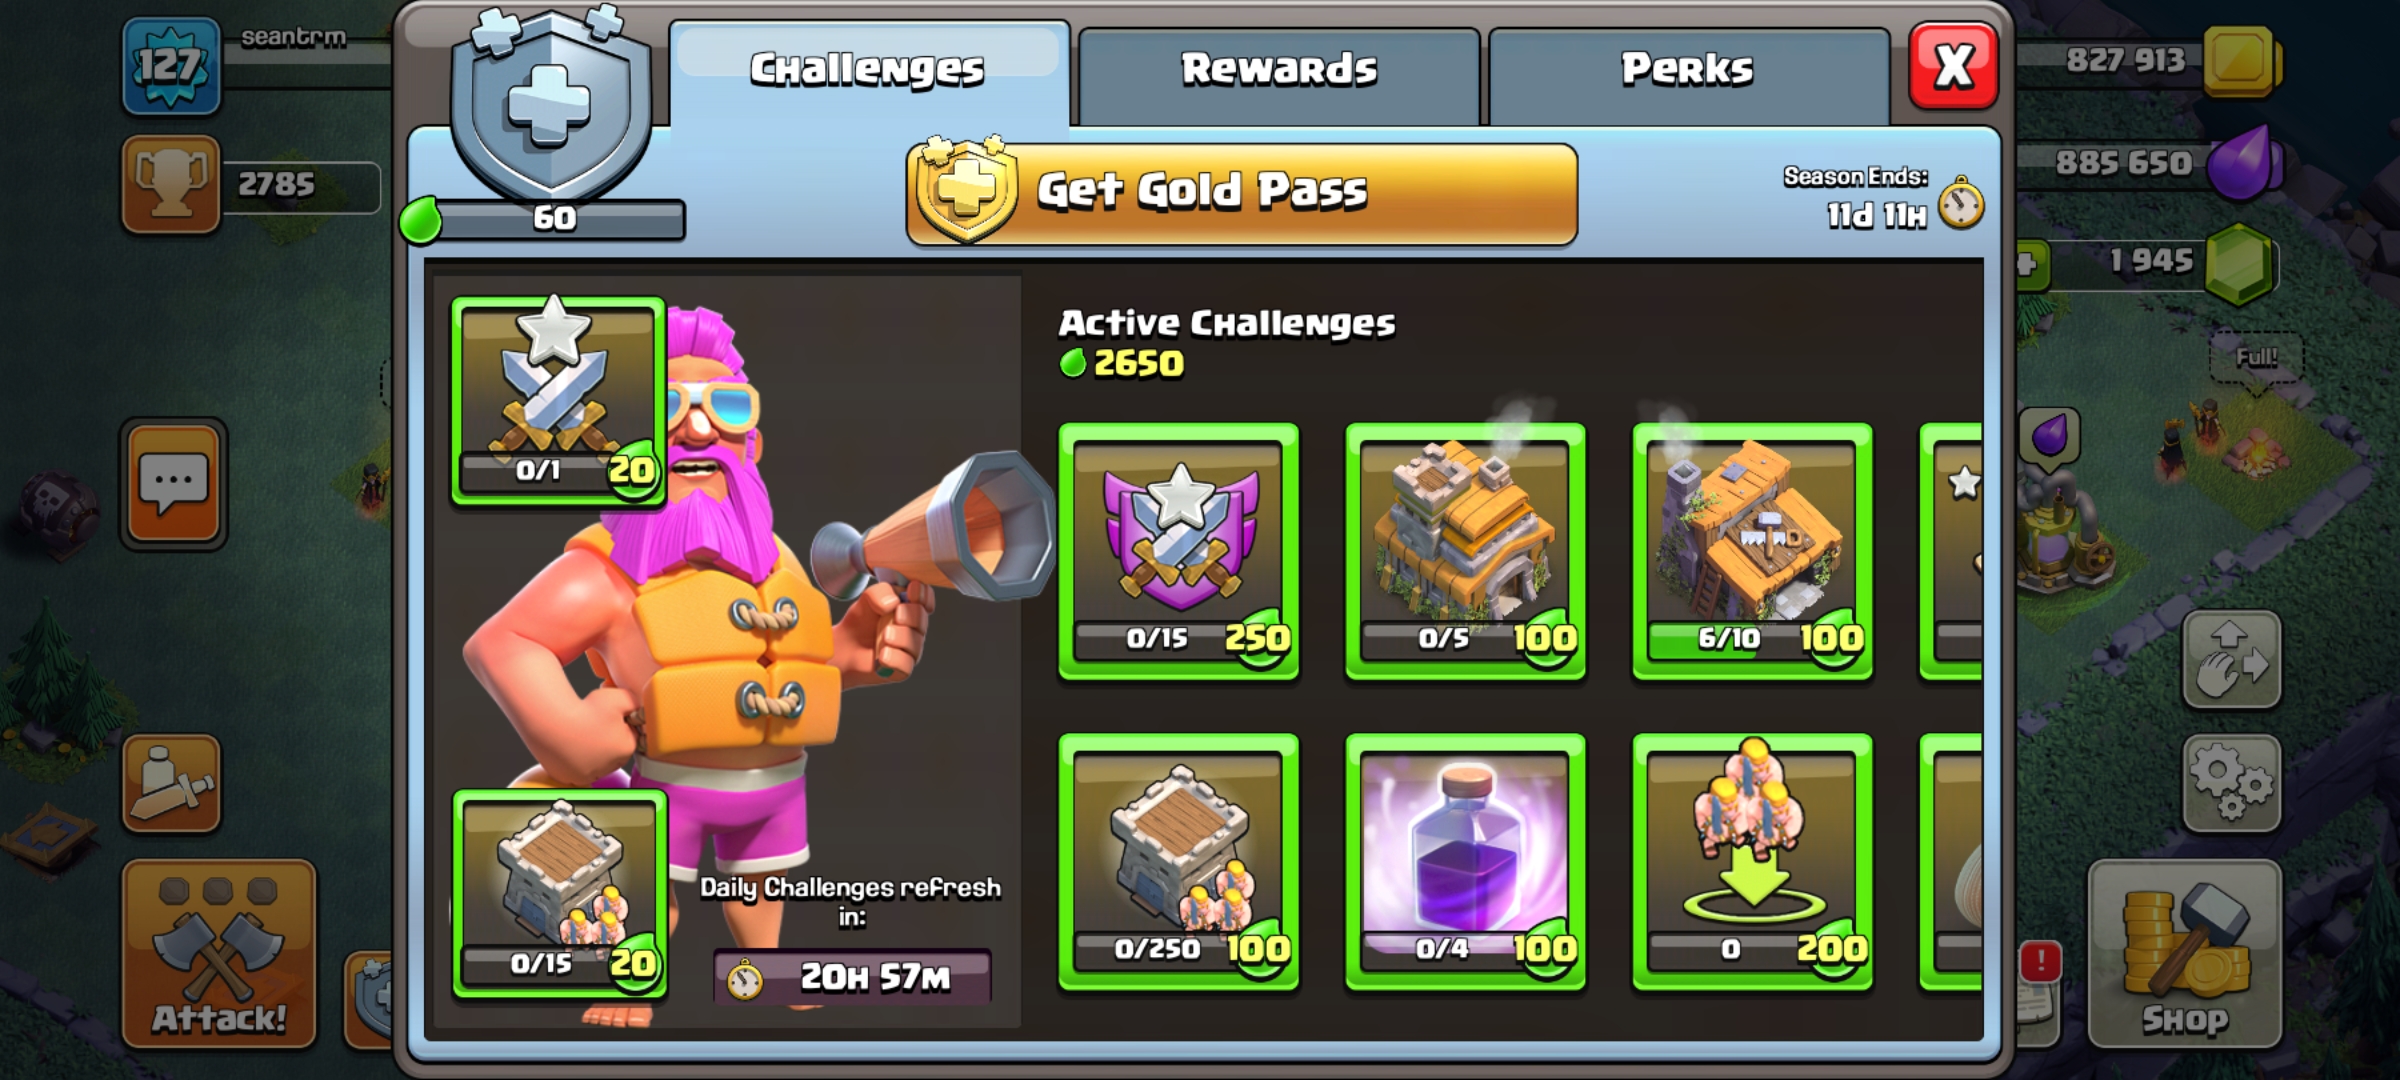 127
seantrm
2785
Challenges
Rewards
Perks
X
827 913
885 650
1 945
60
Get Gold Pass
Season Ends:
11d 11H
0/1
20
Active Challenges
2650
Full!
0/15
250
0/5
100
6/10
100
0/250
100
0/4
100
0
200
Daily Challenges refresh
in:
20H 57M
0/15
20
Attack!
!
Shop